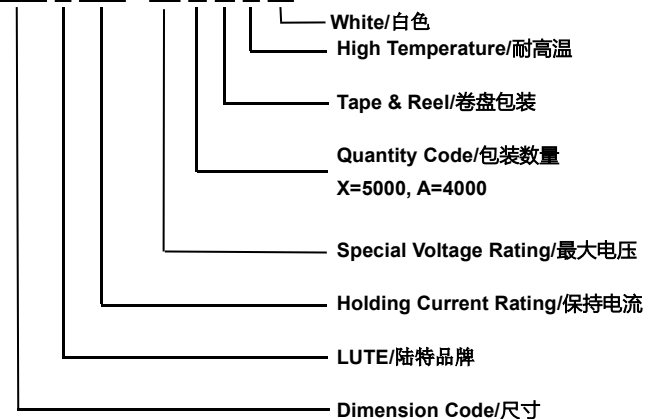 White/白色
High Temperature/耐高温
Tape & Reel/卷盘包装
Quantity Code/包装数量
X=5000, A=4000
Special Voltage Rating/最大电压
Holding Current Rating/保持电流
LUTE/陆特品牌
Dimension Code/尺寸